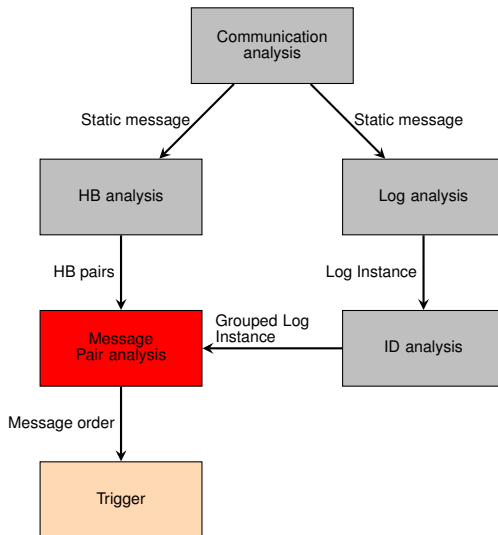 Communication
analysis
Static message
Static message
HB analysis
Log analysis
HB pairs
Log Instance
Message
Pair analysis
Grouped Log
Instance
ID analysis
Message order
Trigger